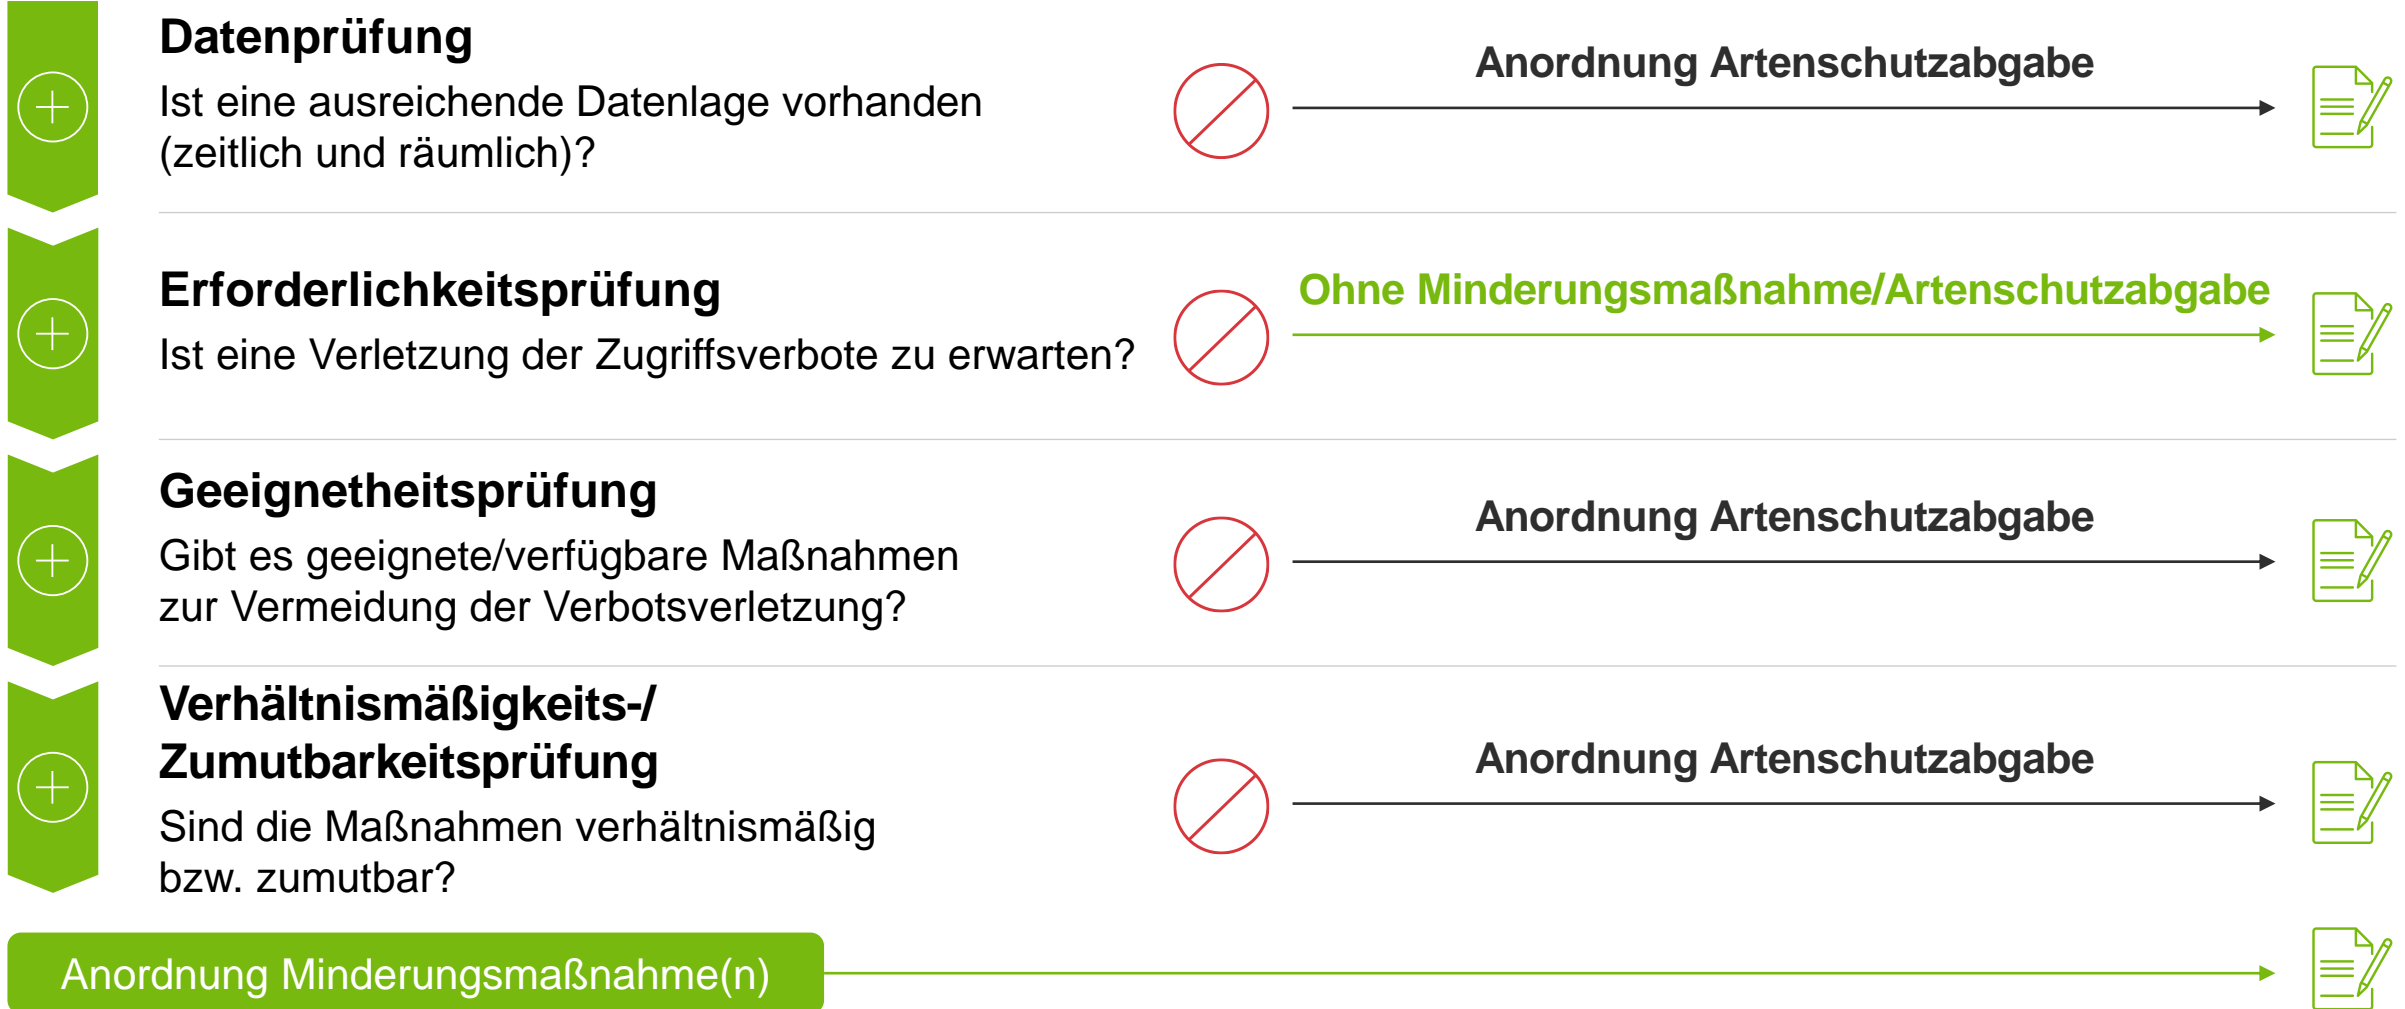 Datenprüfung
Ist eine ausreichende Datenlage vorhanden
(zeitlich und räumlich)?
Anordnung Artenschutzabgabe
Erforderlichkeitsprüfung
Ist eine Verletzung der Zugriffsverbote zu erwarten?
Ohne Minderungsmaßnahme/Artenschutzabgabe
Geeignetheitsprüfung
Gibt es geeignete/verfügbare Maßnahmen
zur Vermeidung der Verbotsverletzung?
Anordnung Artenschutzabgabe
Verhältnismäßigkeits-/
Zumutbarkeitsprüfung
Sind die Maßnahmen verhältnismäßig
bzw. zumutbar?
Anordnung Artenschutzabgabe
Anordnung Minderungsmaßnahme(n)